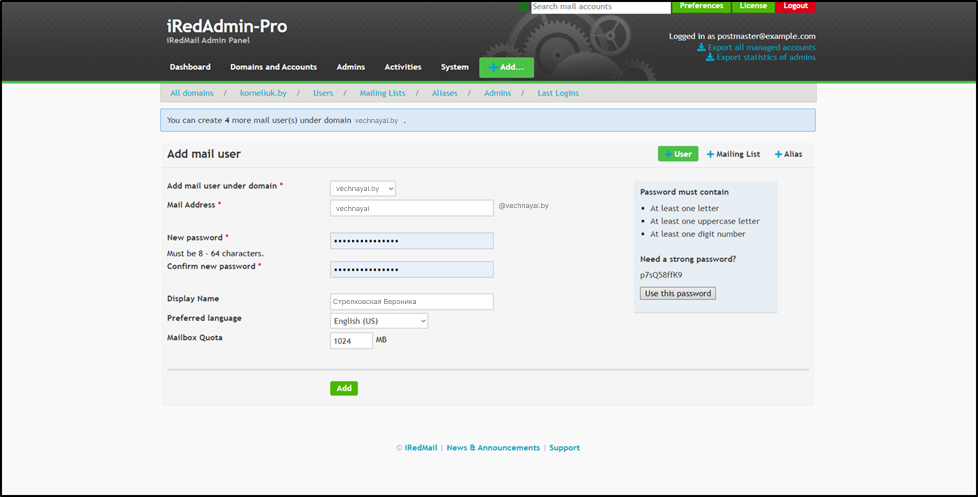 Search mail accounts
Preferences
License
Logout
iRedAdmin-Pro
iRedMail Admin Panel
Logged in as postmaster@example.com
Export all managed accounts
Export statistics of admins
Dashboard Domains and Accounts Admins Activities System + Add...
All domains / korneliuk.by / Users / Mailing Lists / Aliases / Admins / Last Logins
You can create 4 more mail user(s) under domain vechnayai.by .
Add mail user
+ User + Mailing List + Alias
Add mail user under domain * vechnayai.by
Mail Address * vechnayai @vechnayai.by
New password * •••••••••••••••
Must be 8 - 64 characters.
Confirm new password * •••••••••••••••
Display Name Стрелковская Вероника
Preferred language English (US)
Mailbox Quota 1024 MB
Add
Password must contain
• At least one letter
• At least one uppercase letter
• At least one digit number
Need a strong password?
p7sQ58ffK9
Use this password
© iRedMail | News & Announcements | Support